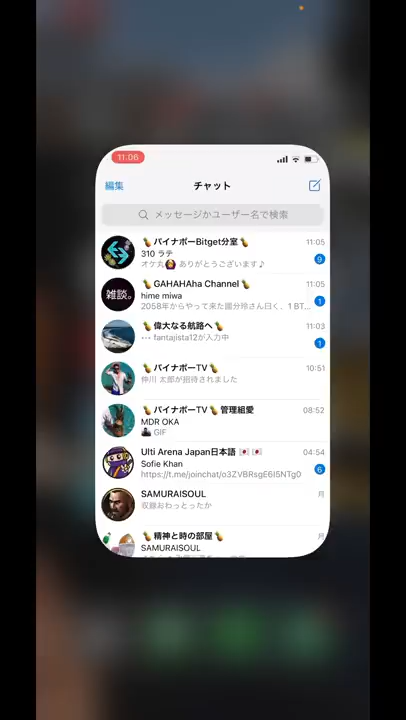 11:06
編集
チャット
メッセージかユーザー名で検索
🍍パイナポーBitget分室🍍
11:05
310 ラテ
オケ丸 ありがとうございます♪
9
雑談。
🍍GAHAHAha Channel🍍
11:05
hime miwa
2058年からやって来た國分玲さん曰く、1 BT...
1
🍍偉大なる航路へ🍍
11:03
fantajista12が入力中
1
🍍パイナポーTV🍍
10:51
仲川 太郎が招待されました
🍍パイナポーTV🍍管理組愛
08:52
MDR OKA
GIF
Ulti Arena Japan日本語 🇯🇵 🇯🇵
04:54
Sofie Khan
https://t.me/joinchat/o3ZVBRsgE6I5NTg0
6
SAMURAISOUL
月
収録おわっとったか
🍍精神と時の部屋🍍
月
SAMURAISOUL